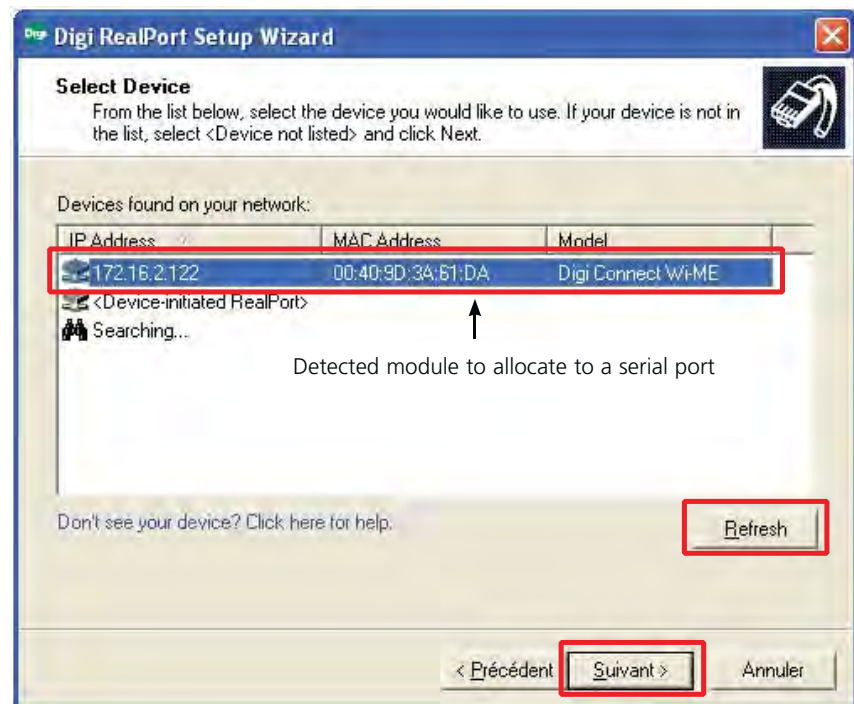 Digi Digi RealPort Setup Wizard
Select Device
From the list below, select the device you would like to use. If your device is not in
the list, select <Device not listed> and click Next.
Devices found on your network:
IP Address MAC Address Model
172.16.2.122 00:40:9D:3A:61:DA Digi Connect Wi-ME
<Device-initiated RealPort>
Searching...
Detected module to allocate to a serial port
Don't see your device? Click here for help.
Refresh
< Précédent Suivant > Annuler